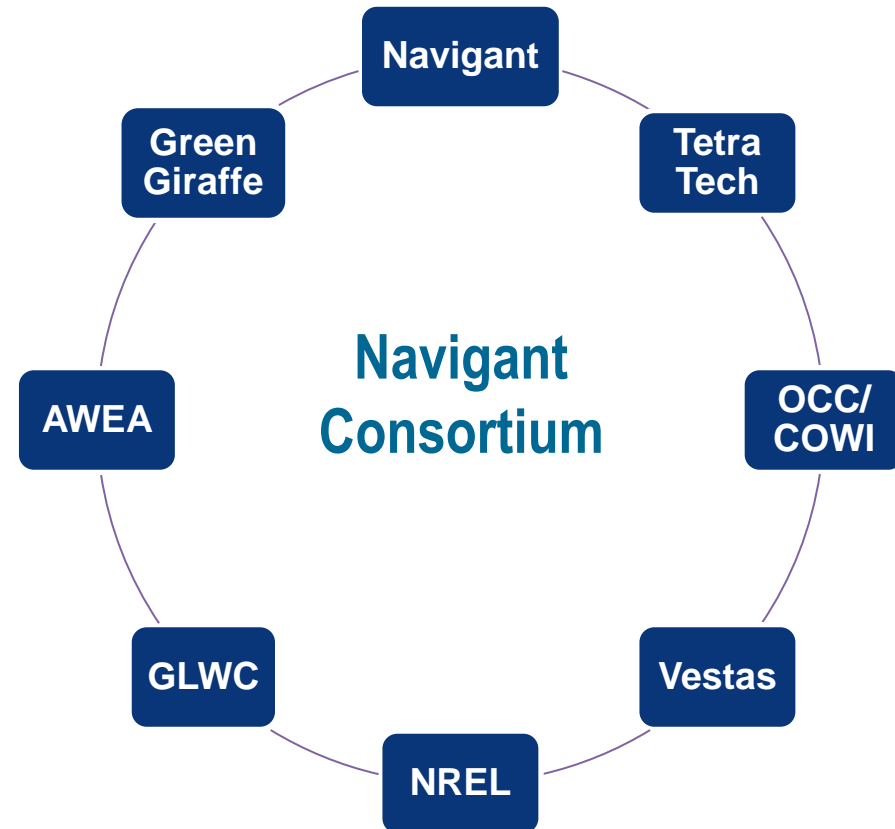 Navigant
Green
Giraffe
Tetra
Tech
Navigant
Consortium
AWEA
OCC/
COWI
GLWC
Vestas
NREL